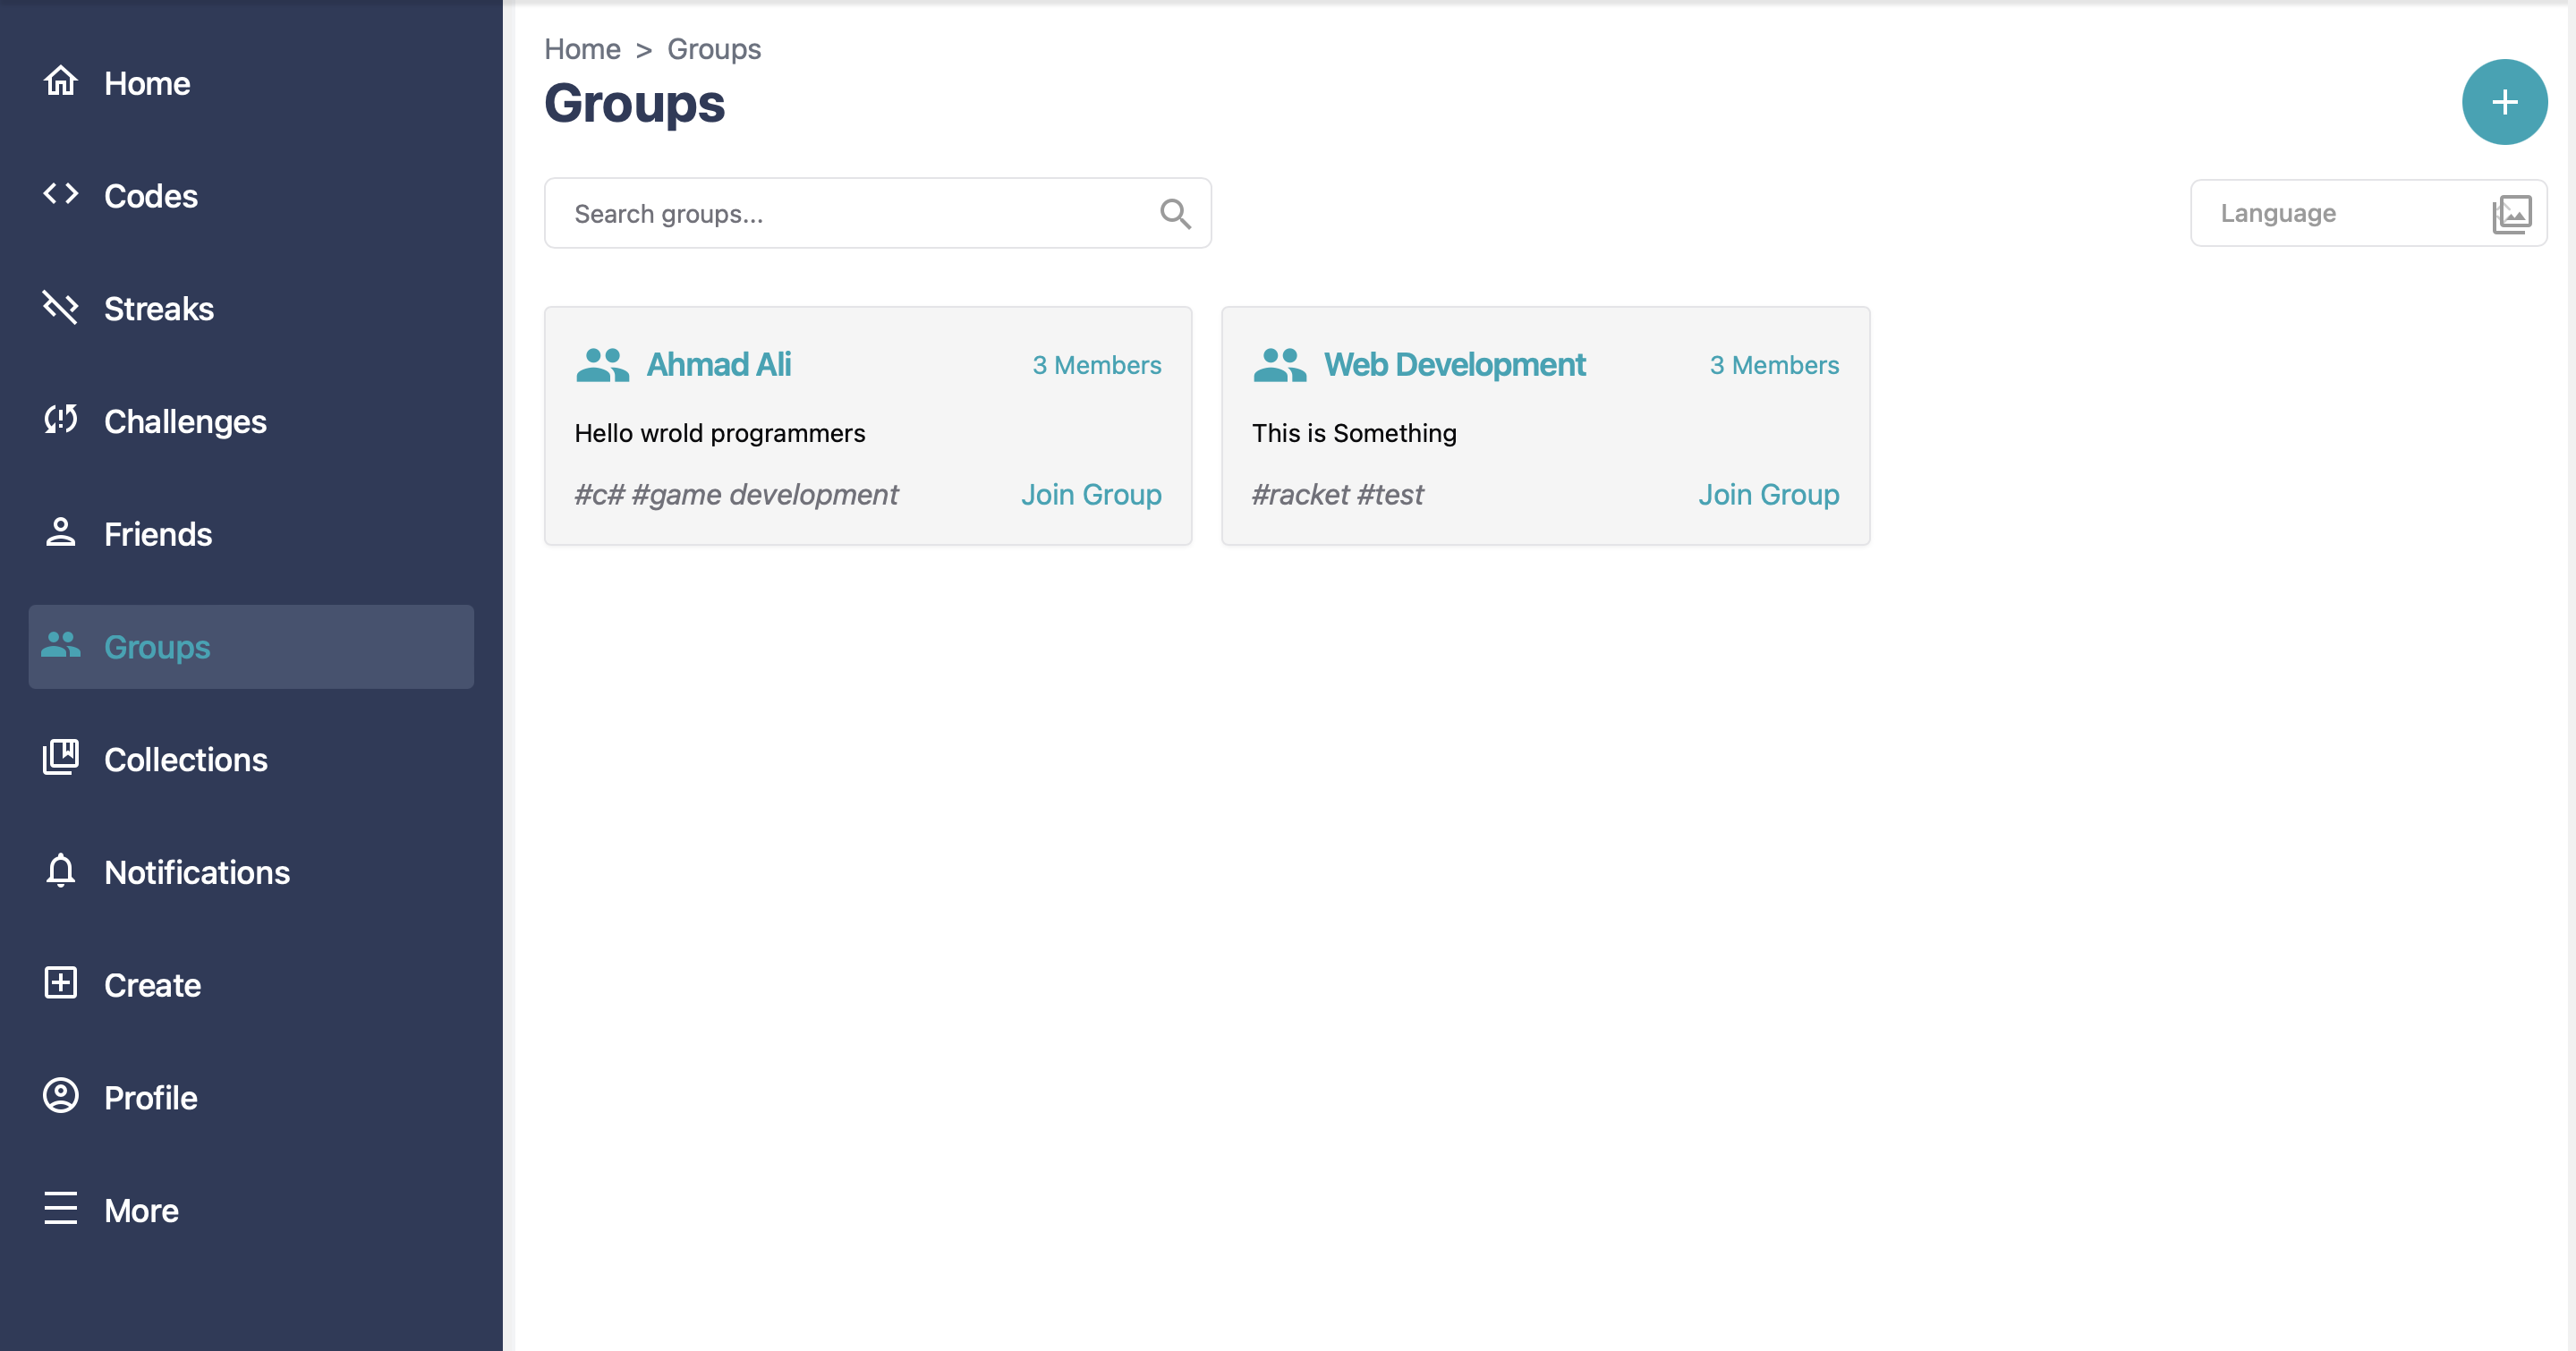 Home
Codes
Streaks
Challenges
Friends
Groups
Collections
Notifications
Create
Profile
More
Home > Groups
Groups
Search groups...
Language
Ahmad Ali 3 Members
Hello wrold programmers
#c# #game development Join Group
Web Development 3 Members
This is Something
#racket #test Join Group